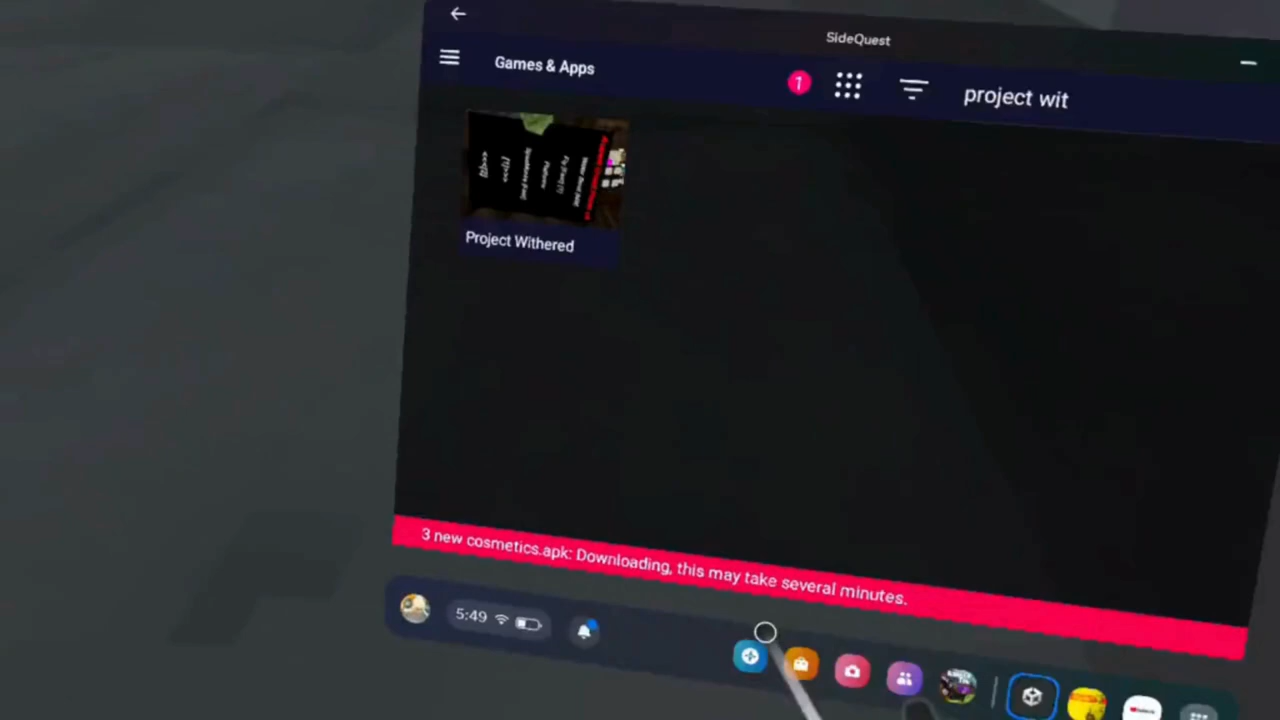 SideQuest
Games & Apps
1
project wit
Project Withered
3 new cosmetics.apk: Downloading, this may take several minutes.
5:49